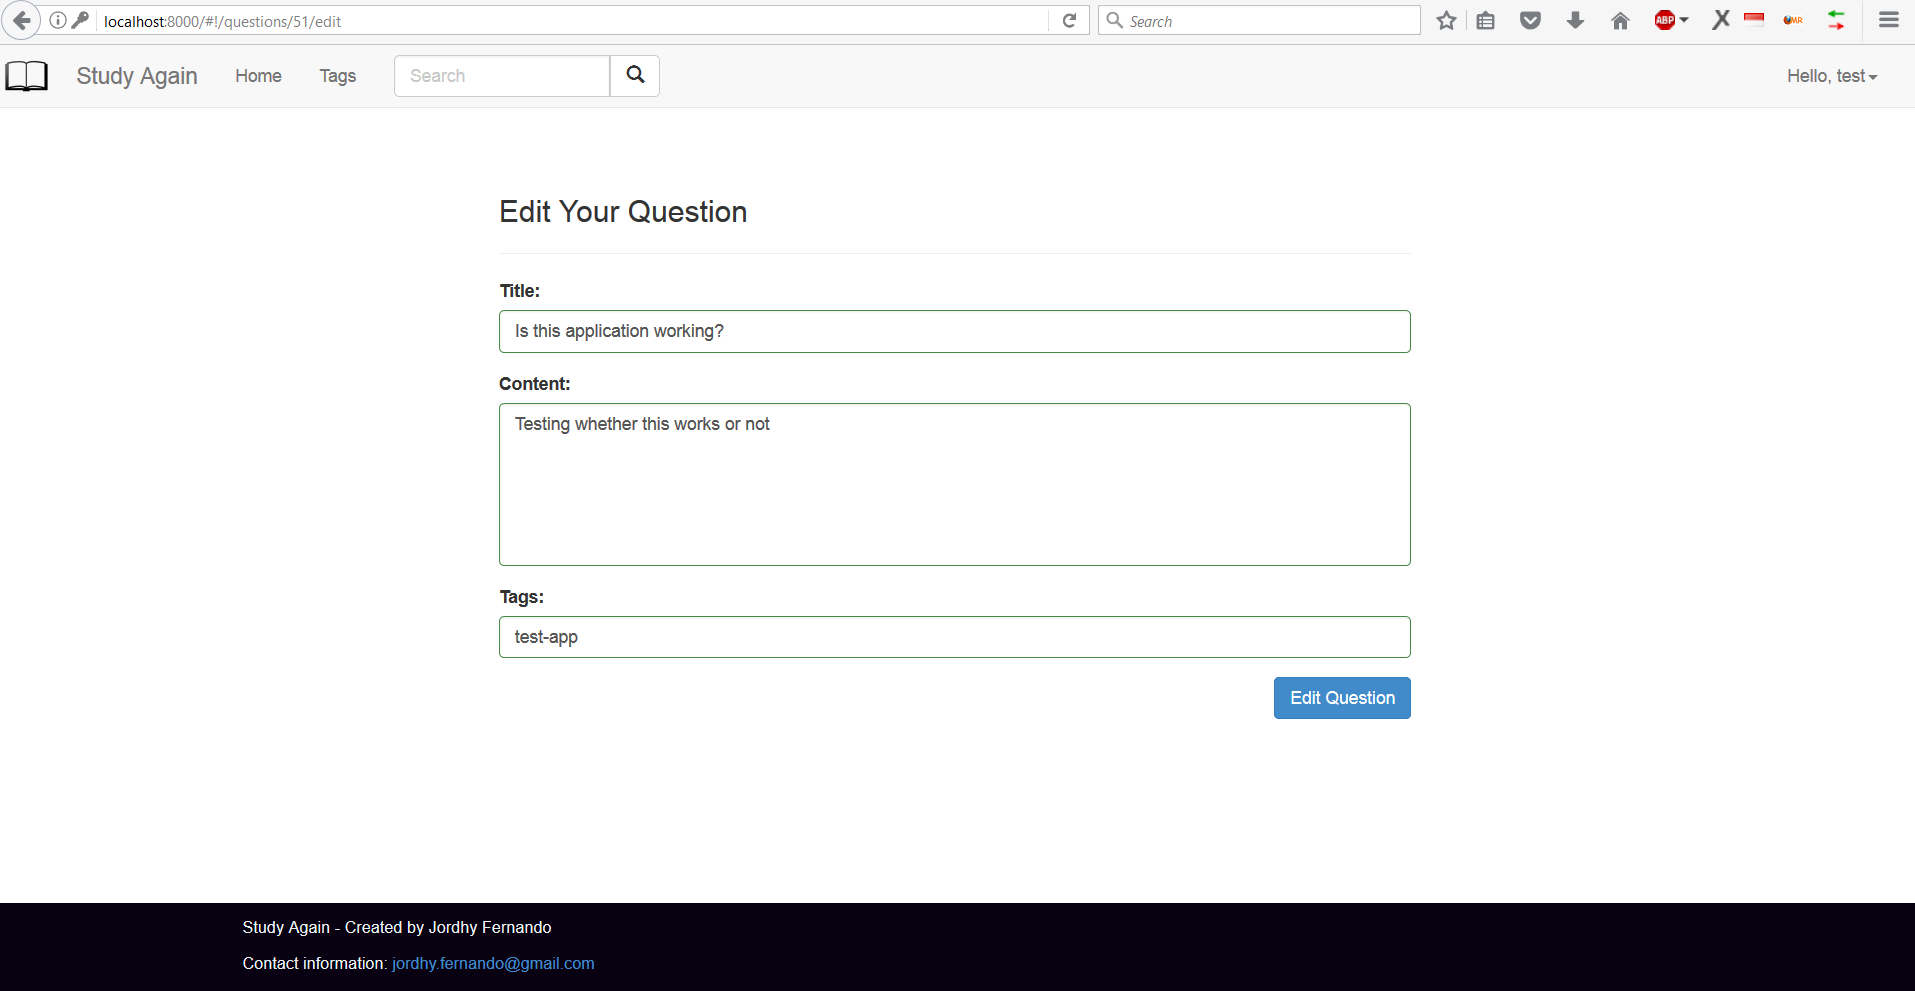 localhost:8000/#!/questions/51/edit
Search
ABP
MR
Study Again
Home
Tags
Search
Hello, test
Edit Your Question
Title:
Is this application working?
Content:
Testing whether this works or not
Tags:
test-app
Edit Question
Study Again - Created by Jordhy Fernando
Contact information: jordhy.fernando@gmail.com